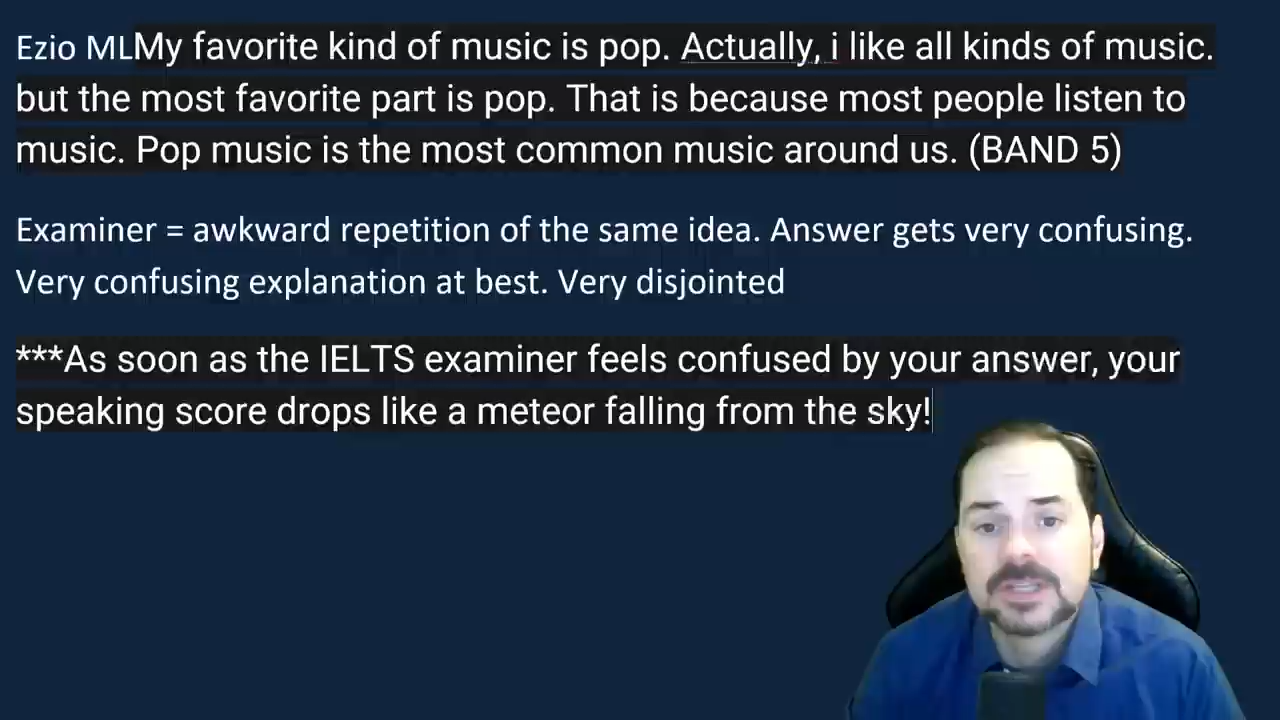 Ezio MLMy favorite kind of music is pop. Actually, i like all kinds of music.
but the most favorite part is pop. That is because most people listen to
music. Pop music is the most common music around us. (BAND 5)
Examiner = awkward repetition of the same idea. Answer gets very confusing.
Very confusing explanation at best. Very disjointed
***As soon as the IELTS examiner feels confused by your answer, your
speaking score drops like a meteor falling from the sky!